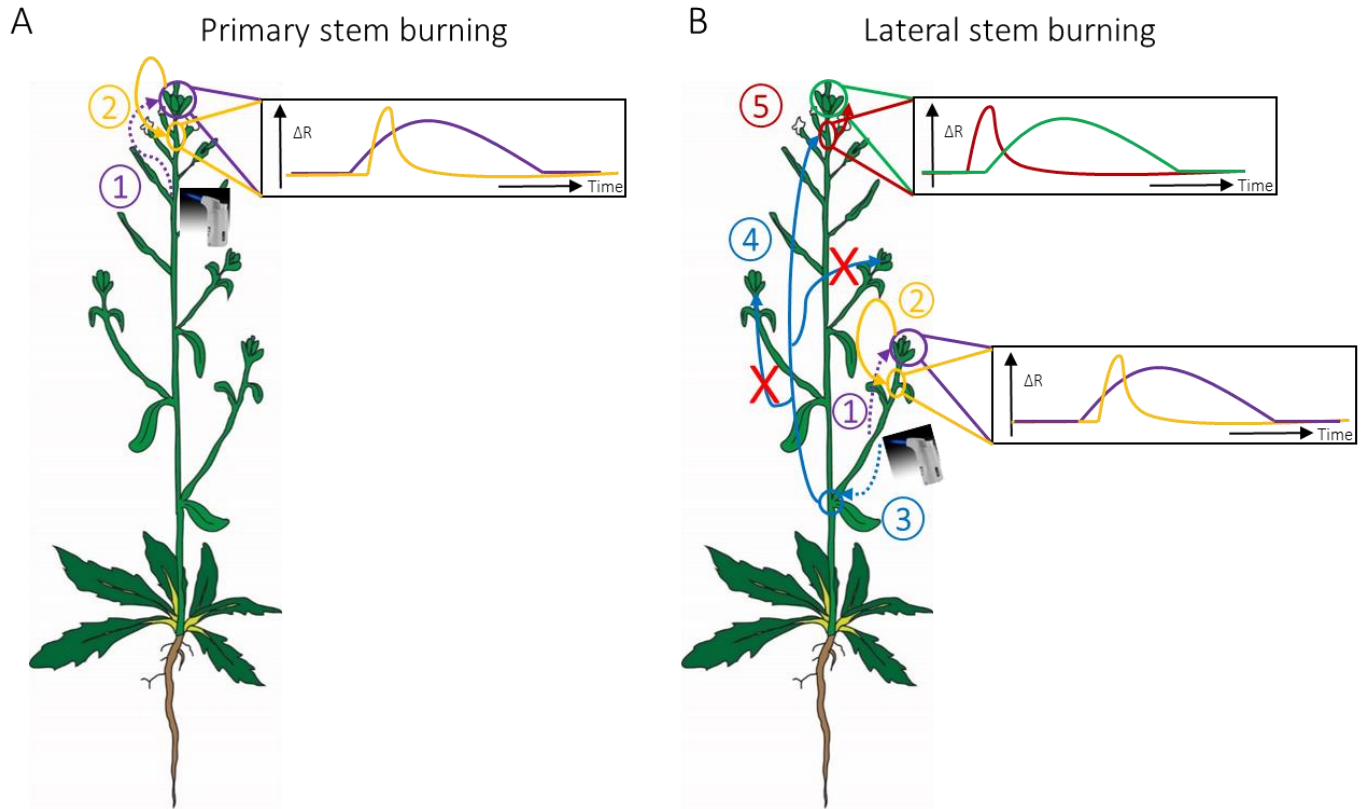 A
Primary stem burning
2
1
ΔR
Time
B
Lateral stem burning
5
ΔR
Time
4
X
X
2
1
ΔR
Time
3